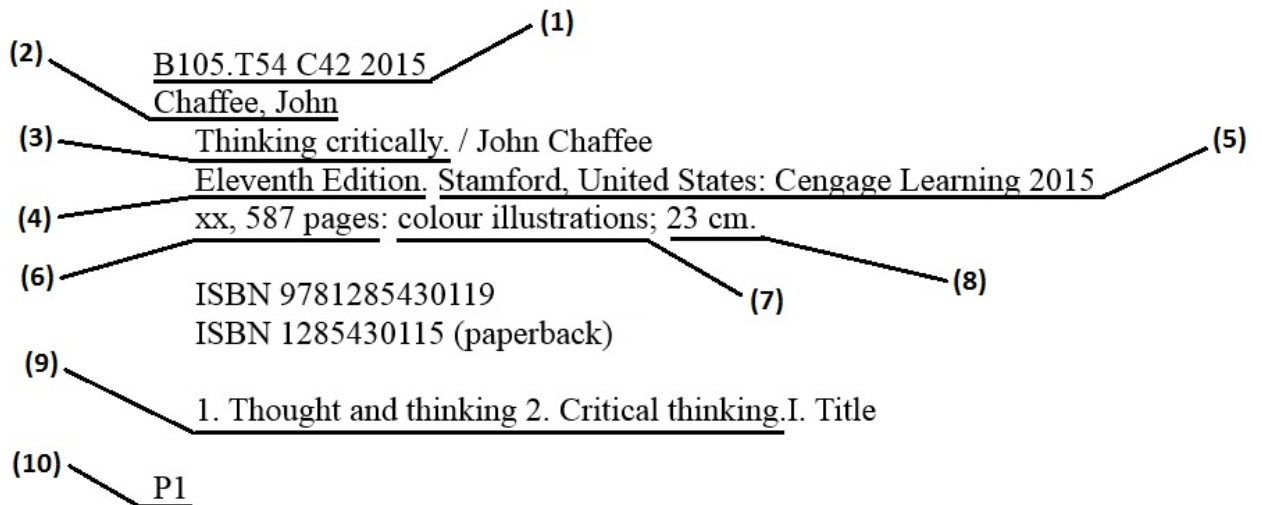 (1)
(2)
B105.T54 C42 2015
Chaffee, John
(3)
Thinking critically. / John Chaffee
(5)
Eleventh Edition. Stamford, United States: Cengage Learning 2015
(4)
xx, 587 pages: colour illustrations; 23 cm.
(6)
(8)
ISBN 9781285430119
(7)
ISBN 1285430115 (paperback)
(9)
1. Thought and thinking 2. Critical thinking.I. Title
(10)
P1